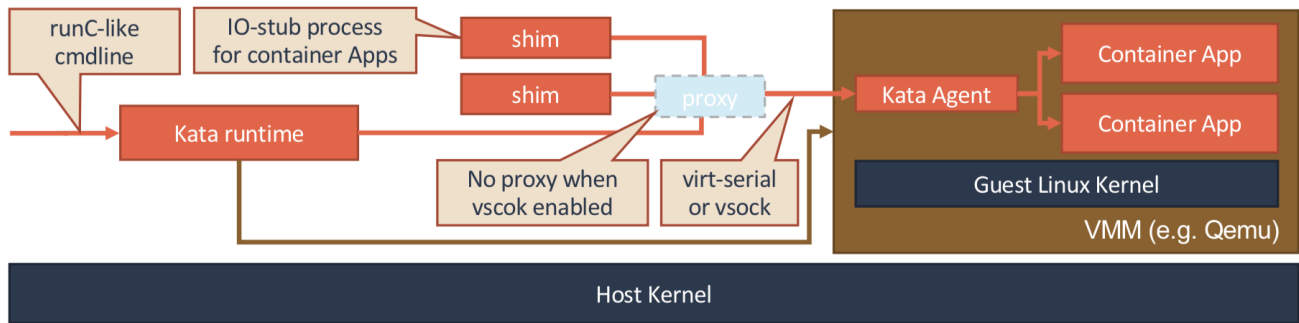 runC-like
cmdline
IO-stub process
for container Apps
shim
shim
proxy
Kata runtime
No proxy when
vscok enabled
virt-serial
or vsock
Kata Agent
Container App
Container App
Guest Linux Kernel
VMM (e.g. Qemu)
Host Kernel